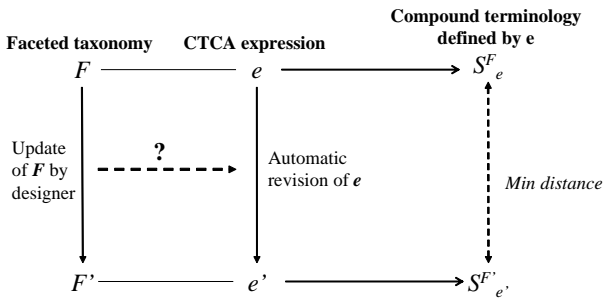 Compound terminology
Faceted taxonomy CTCA expression defined by e
F e S^F_e
?
Update of F by designer
Automatic revision of e
Min distance
F' e' S^F'_e'